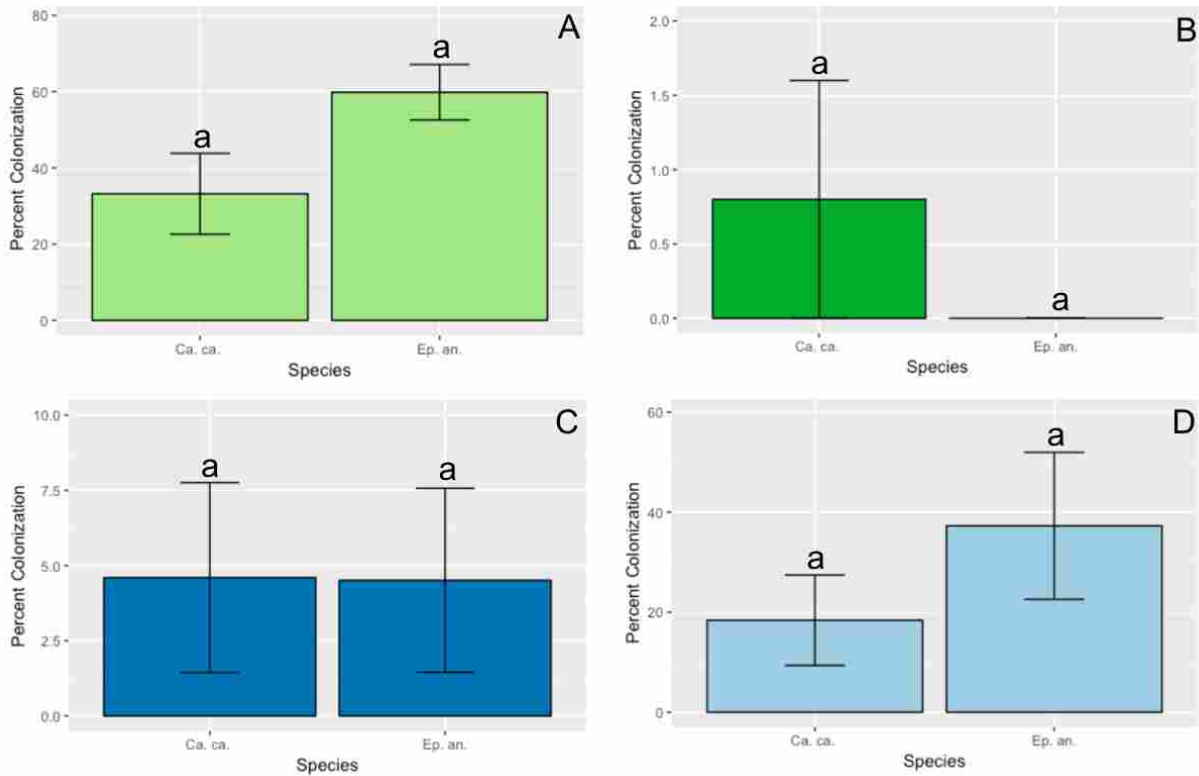 A
Percent Colonization
80
60
40
20
0
a
a
Ca. ca.
Ep. an.
Species
B
Percent Colonization
2.0
1.5
1.0
0.5
0.0
a
a
Ca. ca.
Ep. an.
Species
C
Percent Colonization
10.0
7.5
5.0
2.5
0.0
a
a
Ca. ca.
Ep. an.
Species
D
Percent Colonization
60
40
20
0
a
a
Ca. ca.
Ep. an.
Species